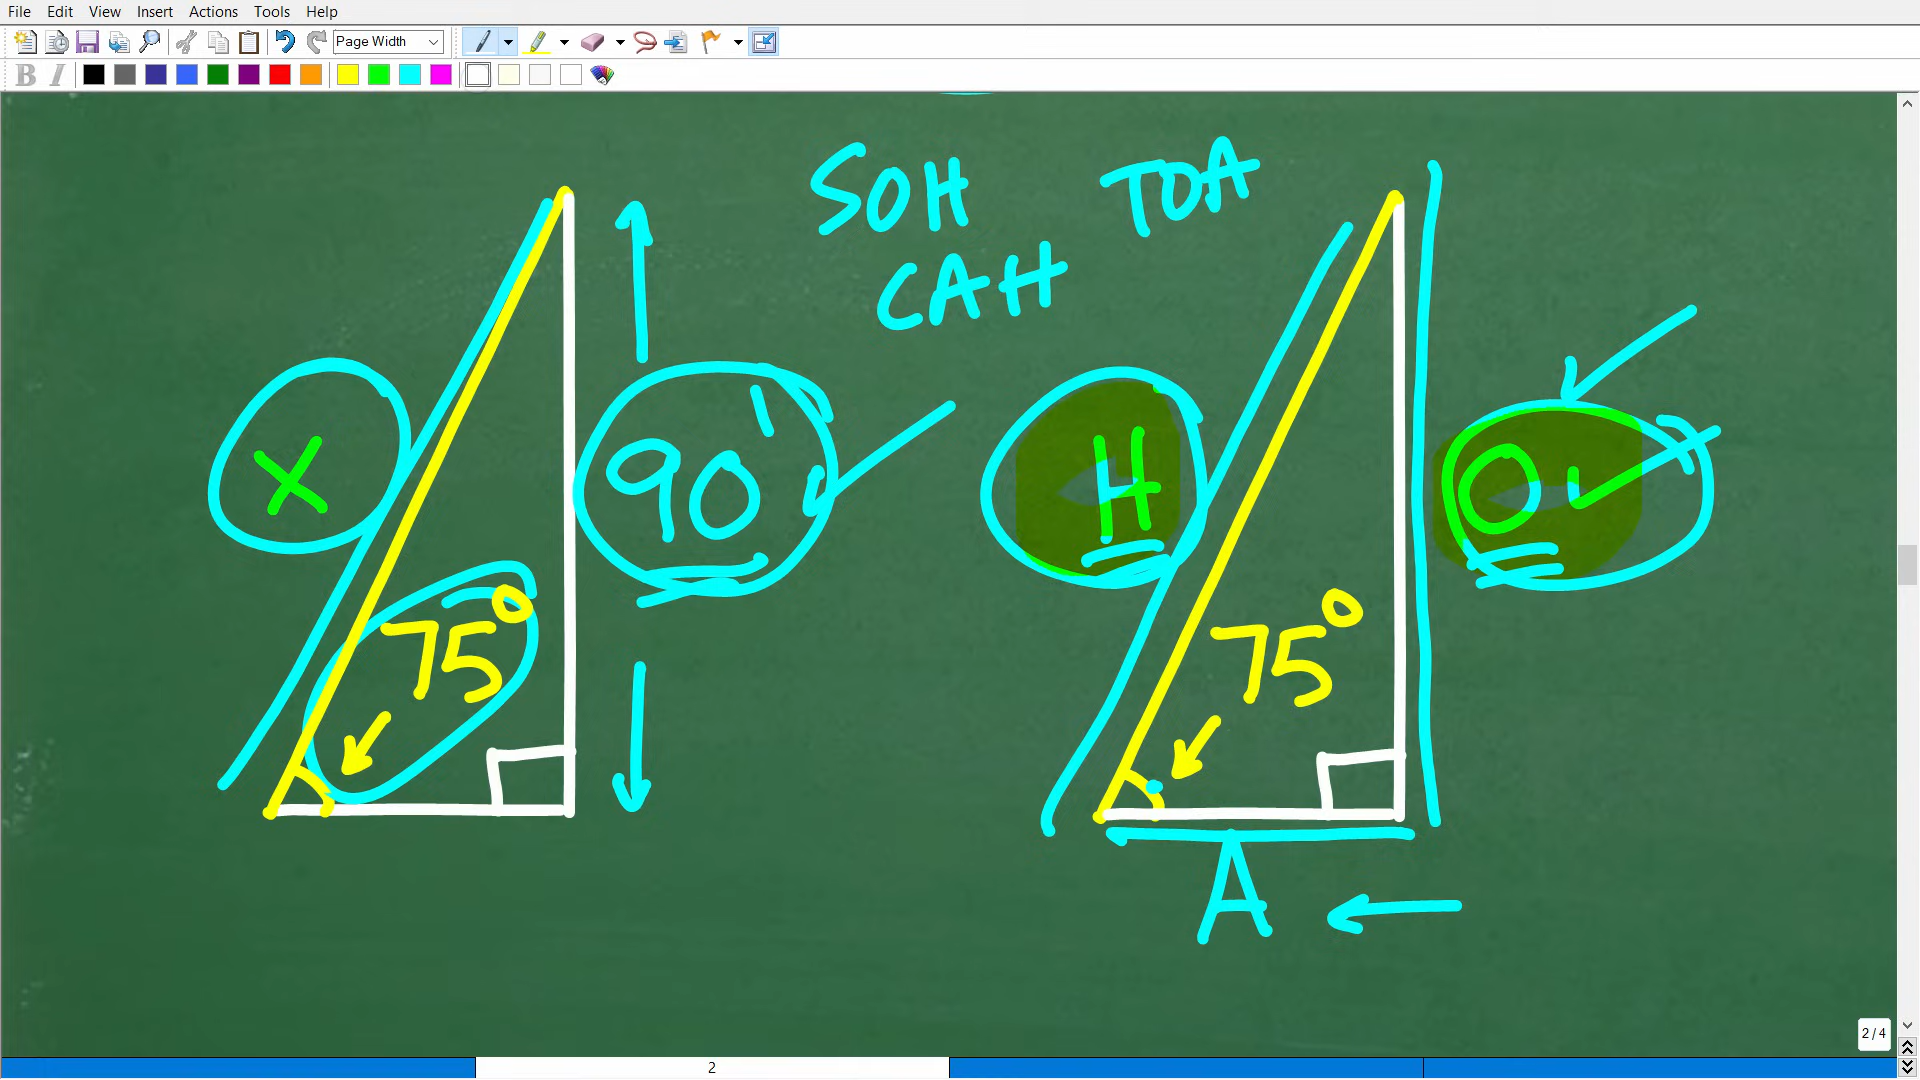 File Edit View Insert Actions Tools Help
Page Width
B I
SOH TOA
CAH
X 90' H O
75° 75°
A
2 / 4
2